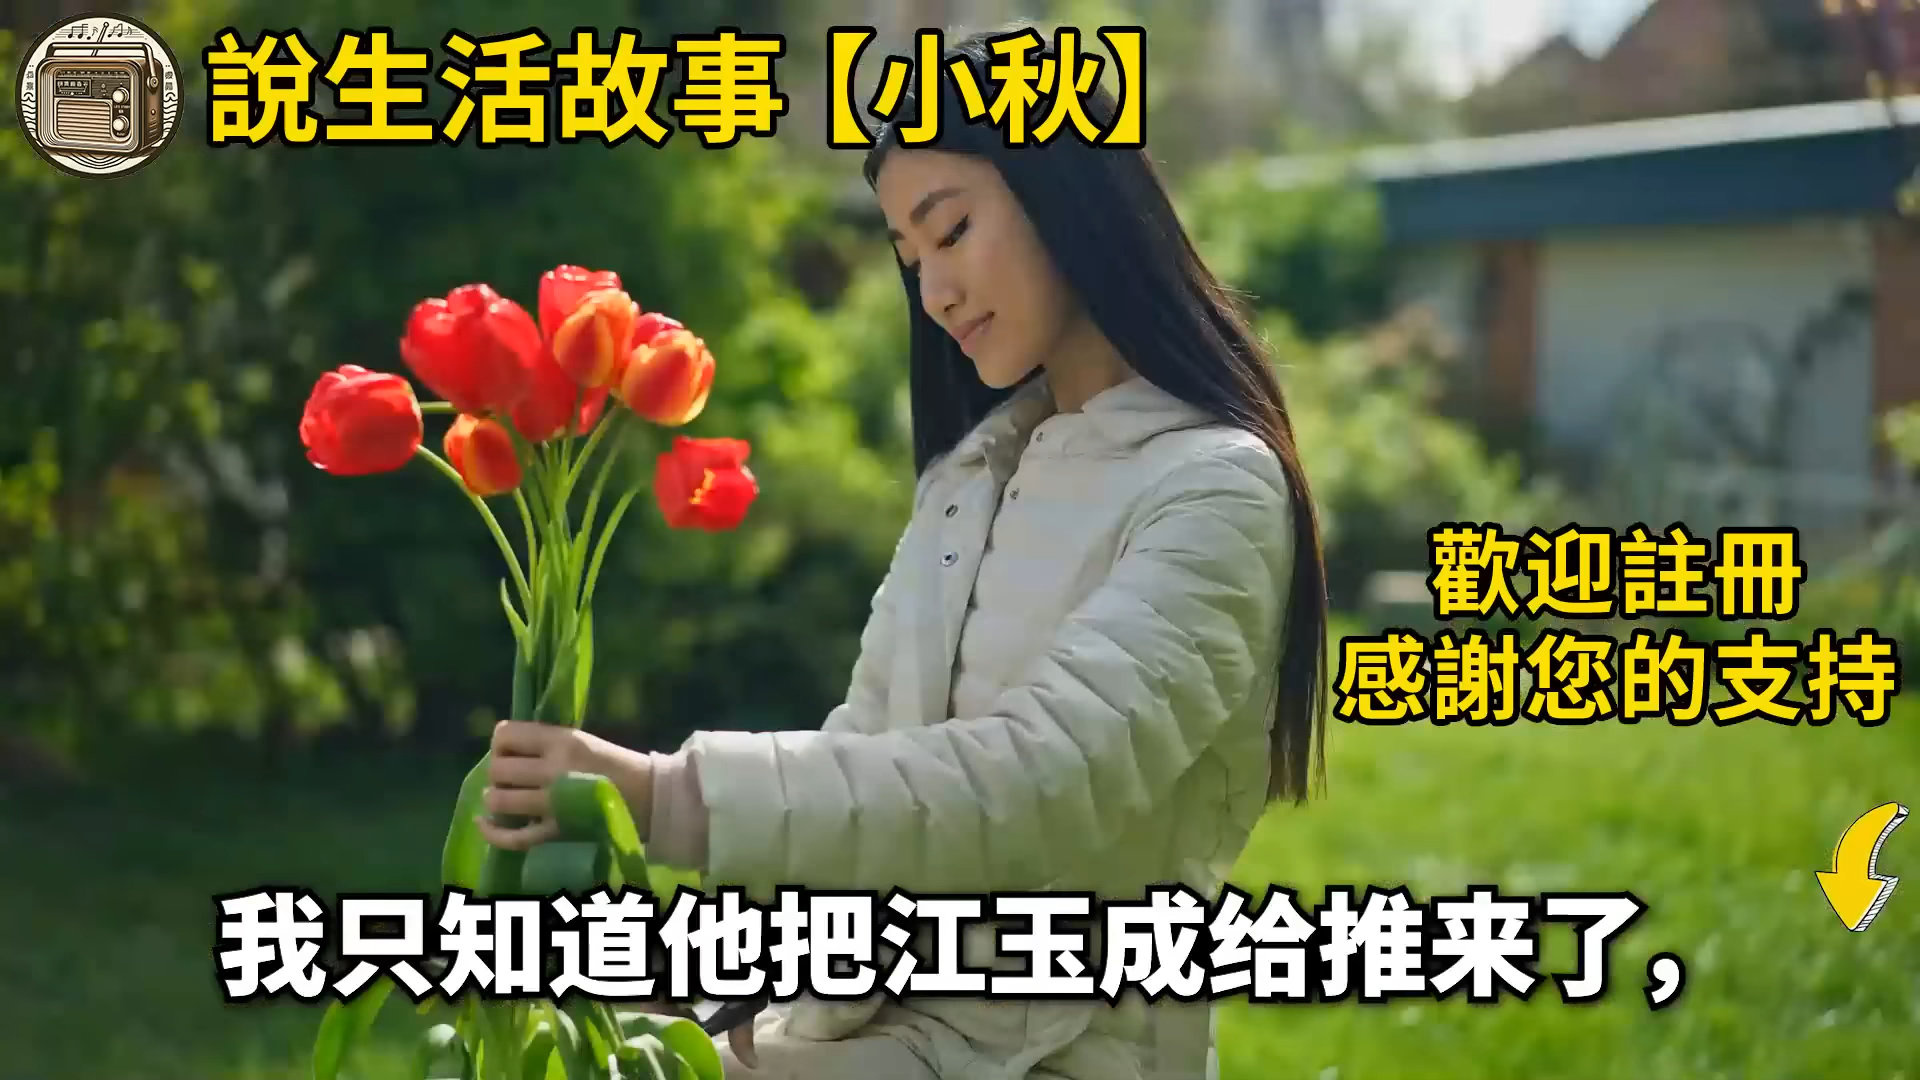 說生活故事【小秋】
歡迎註冊
感謝您的支持
我只知道他把江玉成给推来了,